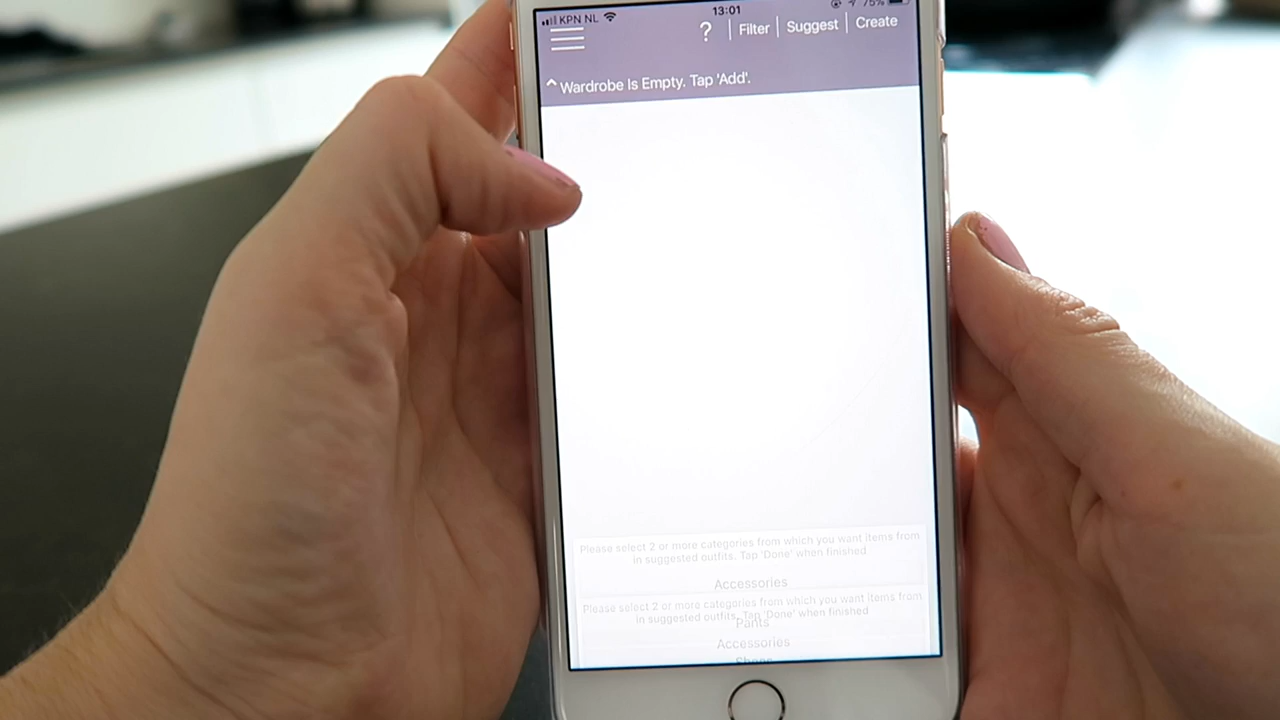 KPN NL 13:01 75%
? Filter Suggest Create
^ Wardrobe Is Empty. Tap 'Add'.
Please select 2 or more categories from which you want items from
in suggested outfits. Tap 'Done' when finished
Accessories
Please select 2 or more categories from which you want items from
in suggested outfits. Tap 'Done' when finished
Pants
Accessories
Shoes